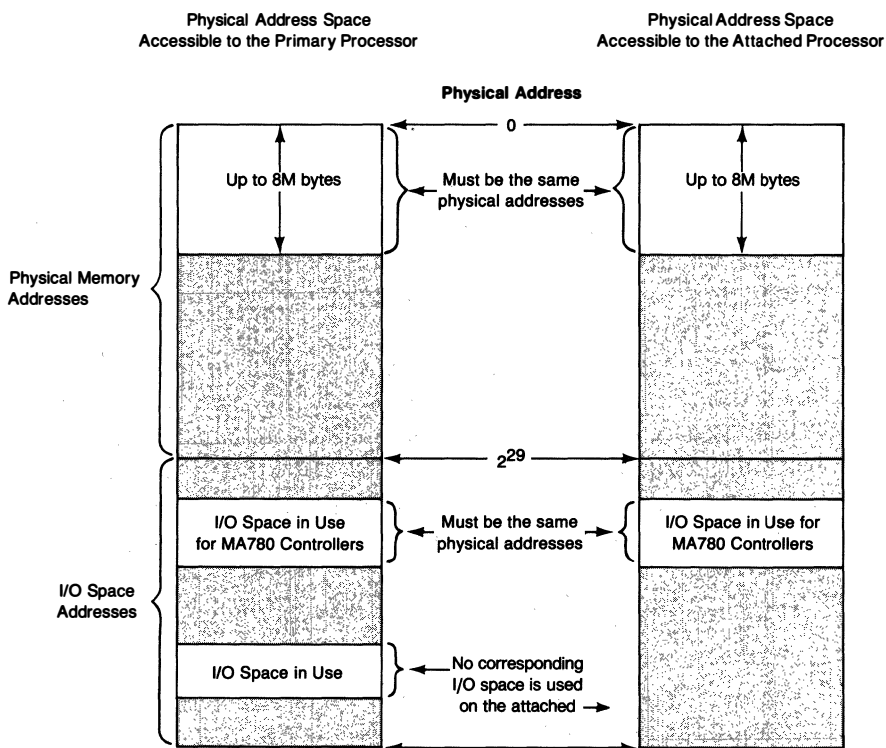 Physical Address Space
Accessible to the Primary Processor
Physical Address Space
Accessible to the Attached Processor
Physical Address
0
Up to 8M bytes
Must be the same
physical addresses
Up to 8M bytes
Physical Memory
Addresses
2^29
I/O Space in Use
for MA780 Controllers
Must be the same
physical addresses
I/O Space in Use for
MA780 Controllers
I/O Space
Addresses
I/O Space in Use
No corresponding
I/O space is used
on the attached